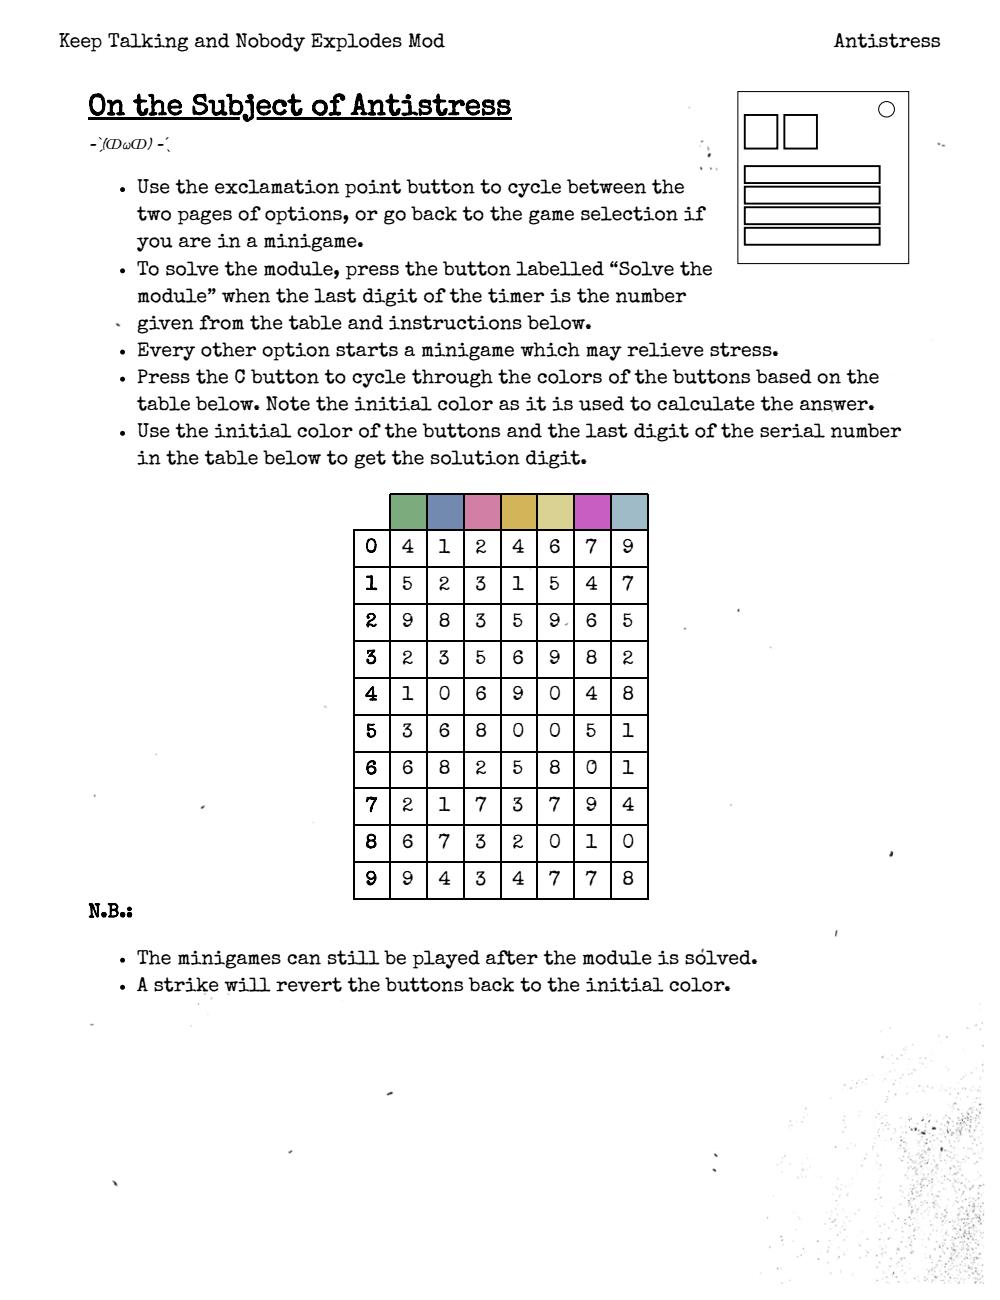 Keep Talking and Nobody Explodes Mod Antistress
On the Subject of Antistress
• Use the exclamation point button to cycle between the
two pages of options, or go back to the game selection if
you are in a minigame.
• To solve the module, press the button labelled “Solve the
module” when the last digit of the timer is the number
given from the table and instructions below.
• Every other option starts a minigame which may relieve stress.
• Press the C button to cycle through the colors of the buttons based on the
table below. Note the initial color as it is used to calculate the answer.
• Use the initial color of the buttons and the last digit of the serial number
in the table below to get the solution digit.
0 4 1 2 4 6 7 9
1 5 2 3 1 5 4 7
2 9 8 3 5 9 6 5
3 2 3 5 6 9 8 2
4 1 0 6 9 0 4 8
5 3 6 8 0 0 5 1
6 6 8 2 5 8 0 1
7 2 1 7 3 7 9 4
8 6 7 3 2 0 1 0
9 9 4 3 4 7 7 8
N.B.:
• The minigames can still be played after the module is solved.
• A strike will revert the buttons back to the initial color.